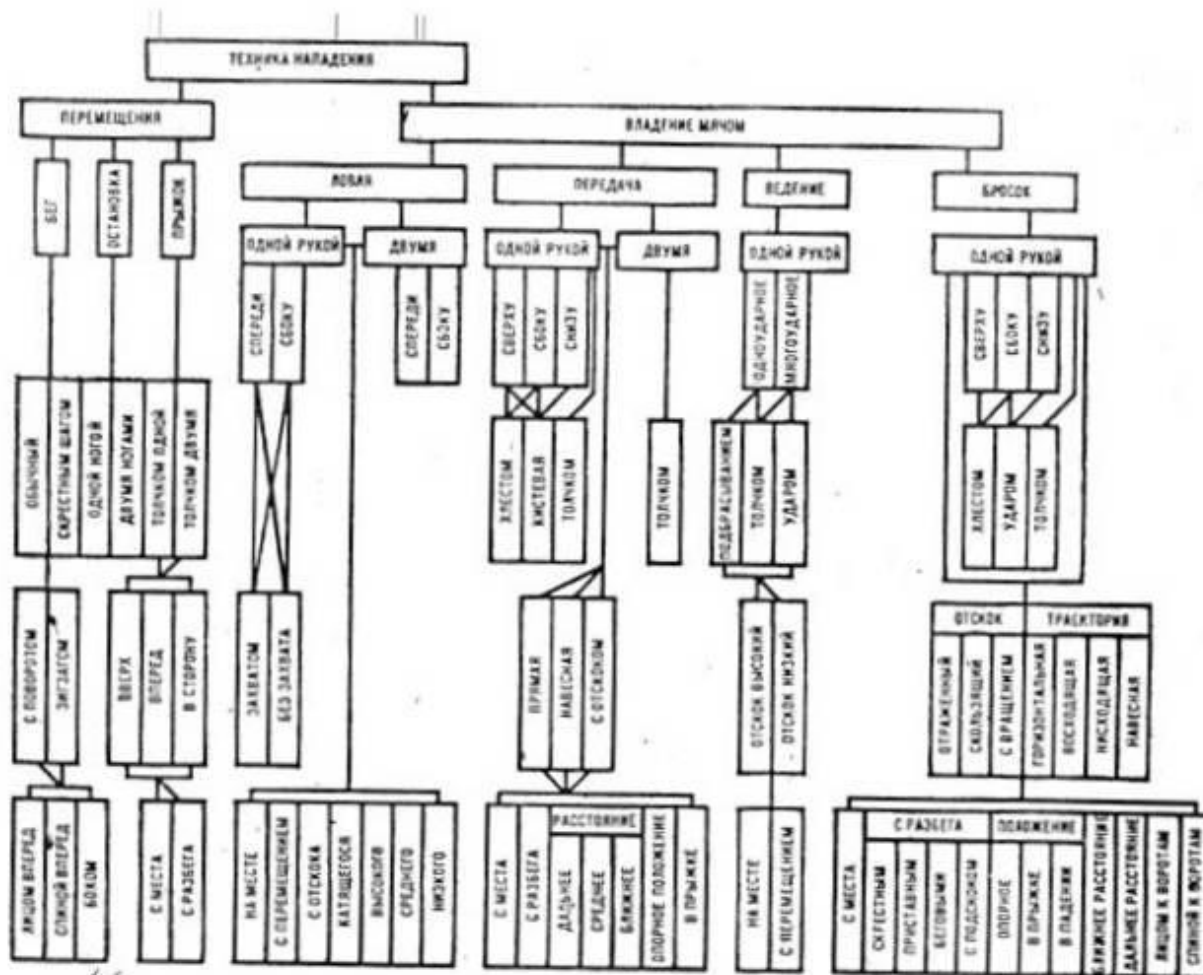 ТЕХНИКА НАПАДЕНИЯ
ПЕРЕМЕЩЕНИЯ
ВЛАДЕНИЕ МЯЧОМ
БЕГ
ОСТАНОВКА
ПРЫЖОК
ЛОВЛЯ
ПЕРЕДАЧА
ВЕДЕНИЕ
БРОСОК
ОДНОЙ РУКОЙ
ДВУМЯ
ОДНОЙ РУКОЙ
ДВУМЯ
ОДНОЙ РУКОЙ
ОДНОЙ РУКОЙ
СПЕРЕДИ
СБОКУ
СПЕРЕДИ
СБОКУ
СВЕРХУ
СБОКУ
СНИЗУ
ОДНОУДАРНОЕ
МНОГОУДАРНОЕ
СВЕРХУ
СБОКУ
СНИЗУ
ОБЫЧНЫЙ
СКРЕСТНЫМ ШАГОМ
ОДНОЙ НОГОЙ
ДВУМЯ НОГАМИ
ТОЛЧКОМ ОДНОЙ
ТОЛЧКОМ ДВУМЯ
ХЛЕСТОМ
КИСТЕВАЯ
ТОЛЧКОМ
ТОЛЧКОМ
ПОДБРАСЫВАНИЕМ
ТОЛЧКОМ
УДАРОМ
ХЛЕСТОМ
УДАРОМ
ТОЛЧКОМ
С ПОВОРОТОМ
ЗИГЗАГОМ
ВВЕРХ
ВПЕРЕД
В СТОРОНУ
ЗАХВАТОМ
БЕЗ ЗАХВАТА
ПРЯМАЯ
НАВЕСНАЯ
С ОТСКОКОМ
ОТСКОК ВЫСОКИЙ
ОТСКОК НИЗКИЙ
ОТСКОК
ТРАЕКТОРИЯ
ОТРАЖЕННЫЙ
СКОЛЬЗЯЩИЙ
С ВРАЩЕНИЕМ
ГОРИЗОНТАЛЬНАЯ
ВОСХОДЯЩАЯ
НИСХОДЯЩАЯ
НАВЕСНАЯ
ЛИЦОМ ВПЕРЕД
СПИНОЙ ВПЕРЕД
БОКОМ
С МЕСТА
С РАЗБЕГА
НА МЕСТЕ
С ПЕРЕМЕЩЕНИЕМ
С ОТСКОКА
КАТЯЩЕГОСЯ
ВЫСОКОГО
СРЕДНЕГО
НИЗКОГО
С МЕСТА
С РАЗБЕГА
РАССТОЯНИЕ
ДАЛЬНЕЕ
СРЕДНЕЕ
БЛИЖНЕЕ
ОПОРНОЕ ПОЛОЖЕНИЕ
В ПРЫЖКЕ
НА МЕСТЕ
С ПЕРЕМЕЩЕНИЕМ
С МЕСТА
С РАЗБЕГА
СКРЕСТНЫМ
ПРИСТАВНЫМ
БЕГОВЫМИ
С ПОДСКОКОМ
ПОЛОЖЕНИЕ
ОПОРНОЕ
В ПРЫЖКЕ
В ПАДЕНИИ
БЛИЖНЕЕ РАССТОЯНИЕ
ДАЛЬНЕЕ РАССТОЯНИЕ
ЛИЦОМ К ВОРОТАМ
СПИНОЙ К ВОРОТАМ